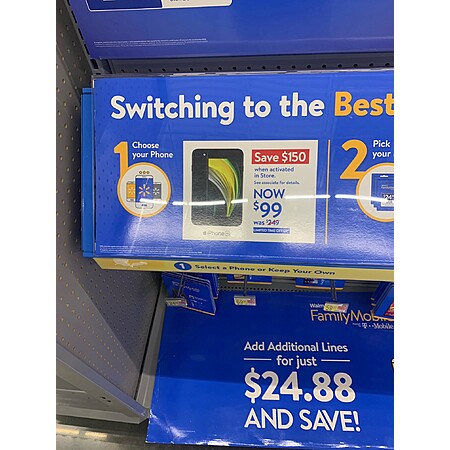 Switching to the Best
1 Choose
your Phone
Save $150
when activated
in Store.
See associate for details.
NOW
$99
was $249
LIMITED TIME OFFER
iPhone
2 Pick
your
1 Select a Phone or Keep Your Own
Walm
FamilyMobile
T-Mobile
Add Additional Lines
for just
$24.88
AND SAVE!